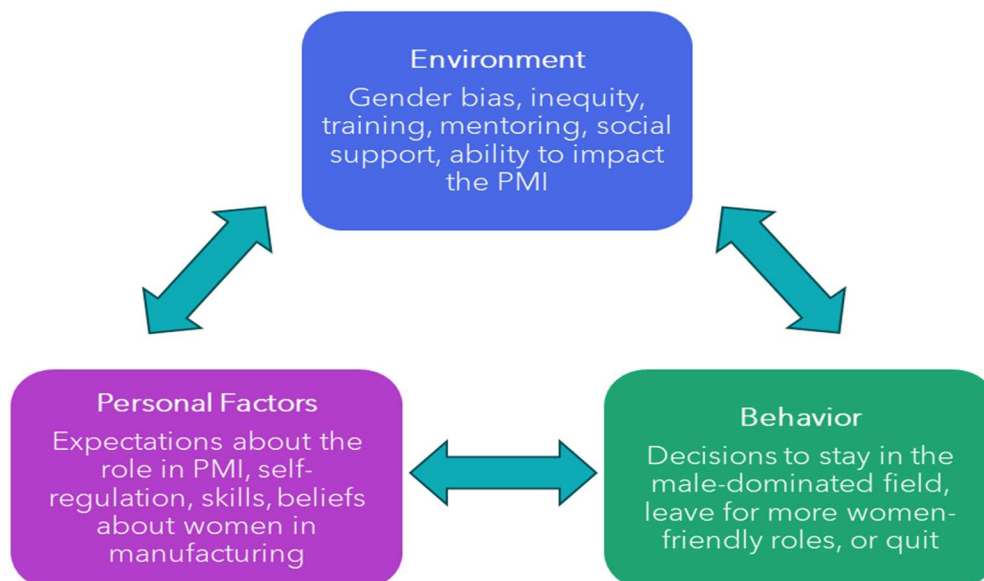 Environment
Gender bias, inequity,
training, mentoring, social
support, ability to impact
the PMI
Personal Factors
Expectations about the
role in PMI, self-
regulation, skills, beliefs
about women in
manufacturing
Behavior
Decisions to stay in the
male-dominated field,
leave for more women-
friendly roles, or quit